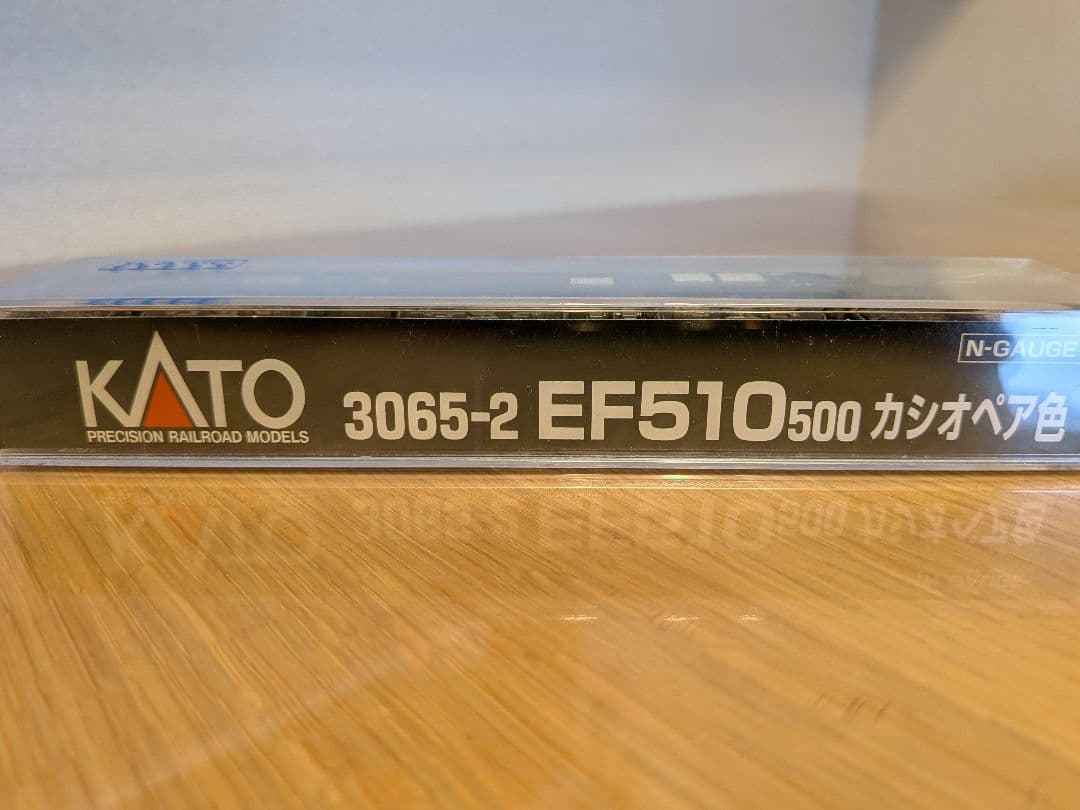 KATO
PRECISION RAILROAD MODELS
3065-2 EF510 500 カシオペア色
N-GAUGE